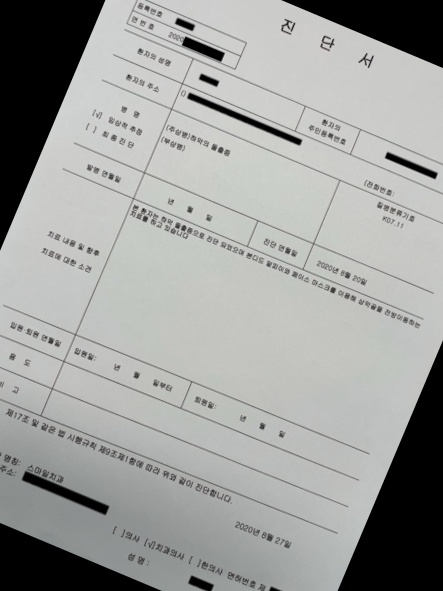 진 단 서
등록번호
연 번 호 2020
환자의 성명
환자의 주소 ()
환자의
주민등록번호
(전화번호:
병 명
[√] 임상적 추정
[ ] 최 종 진 단
(주상병)하악의 돌출증
(부상병)
질병분류기호
K07.11
발병 연월일 년 월 일
진단 연월일 2020년 8월 20일
치료 내용 및 향후
치료에 대한 소견
본 환자는 하악 돌출증으로 진단 되었으며 본디드 팔파이와 페이스 마스크를 이용해 상악골을 전방이동하는
치료를 하고 있습니다
입원·퇴원 연월일 입원일: 년 월 일부터 퇴원일: 년 월 일
용 도
비 고
제17조 및 같은 법 시행규칙 제9조제1항에 따라 위와 같이 진단합니다.
2020년 8월 27일
명칭: 스마일치과
주소:
[ ]의사 [√]치과의사 [ ]한의사 면허번호 제
성 명 :